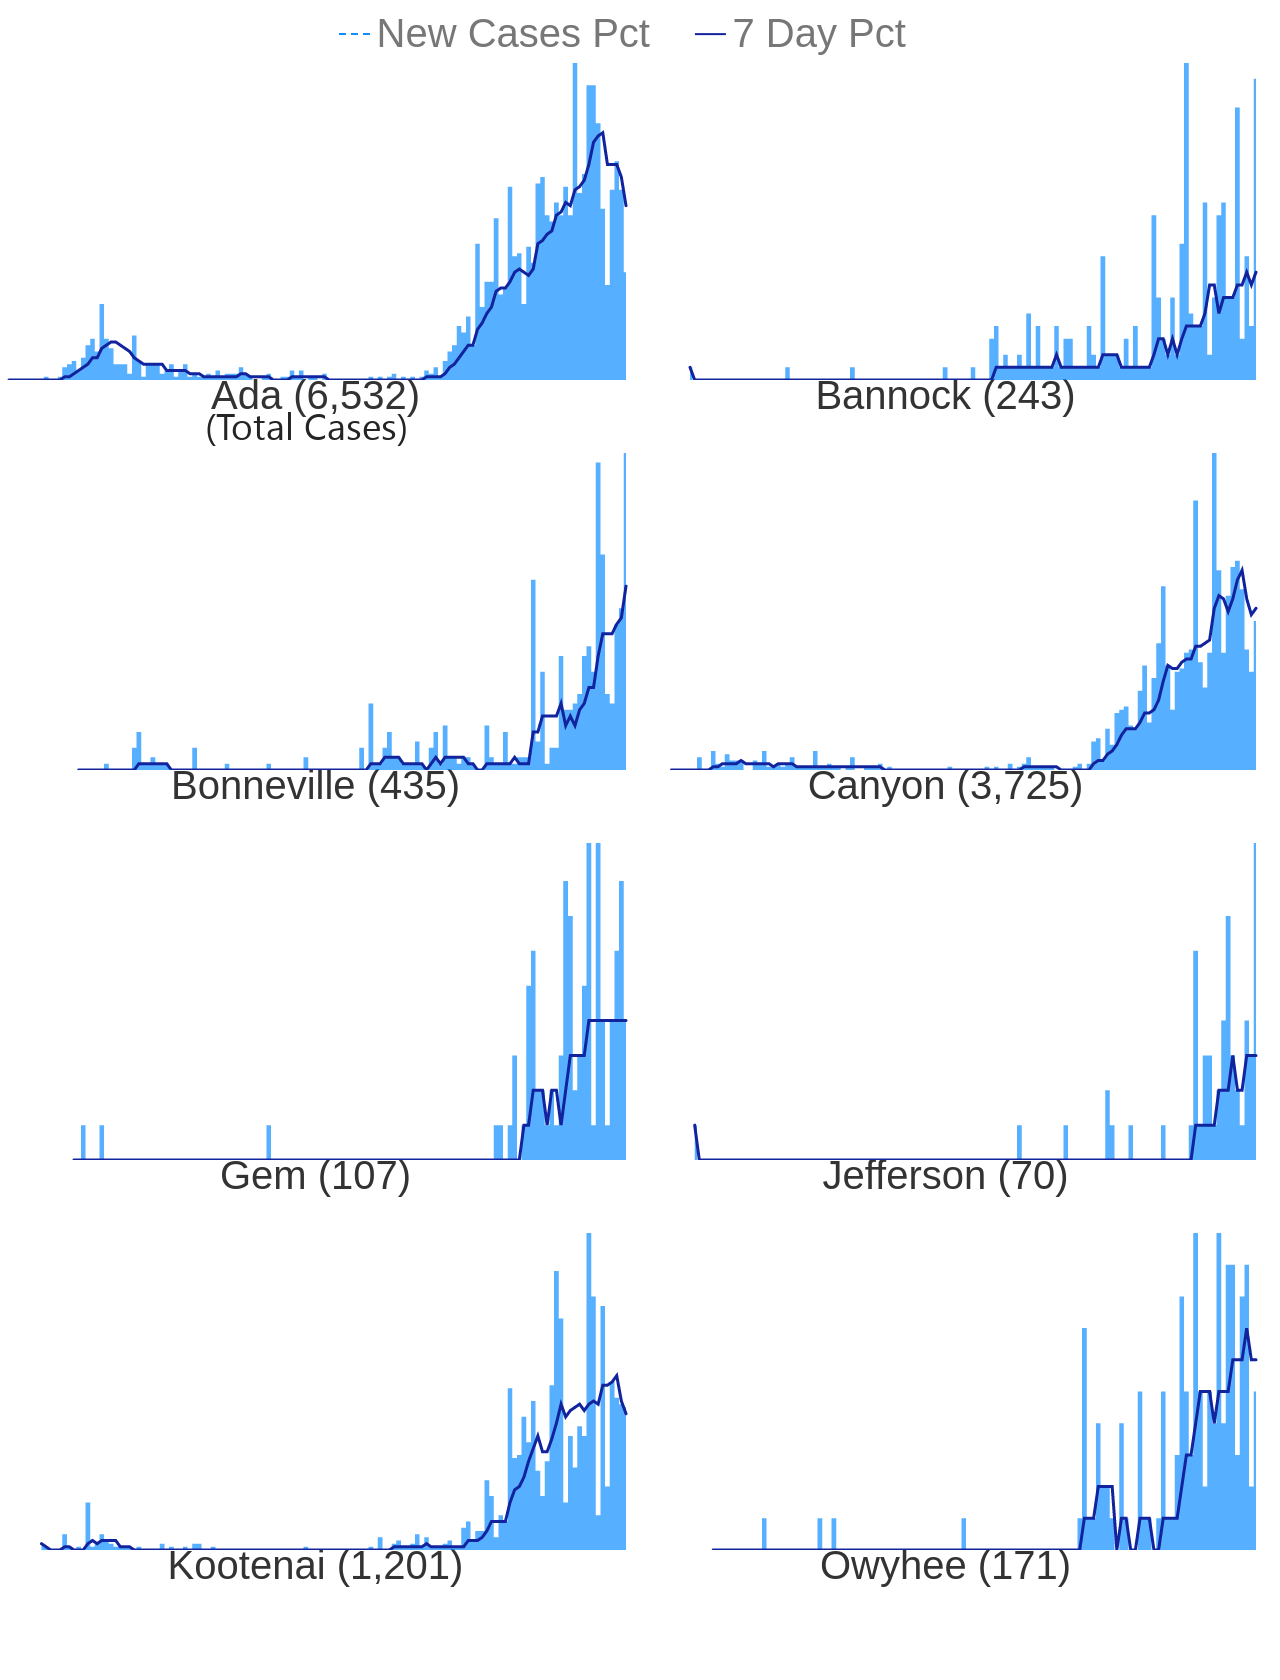 New Cases Pct 7 Day Pct
Ada (6,532) Bannock (243)
(Total Cases)
Bonneville (435) Canyon (3,725)
Gem (107) Jefferson (70)
Kootenai (1,201) Owyhee (171)